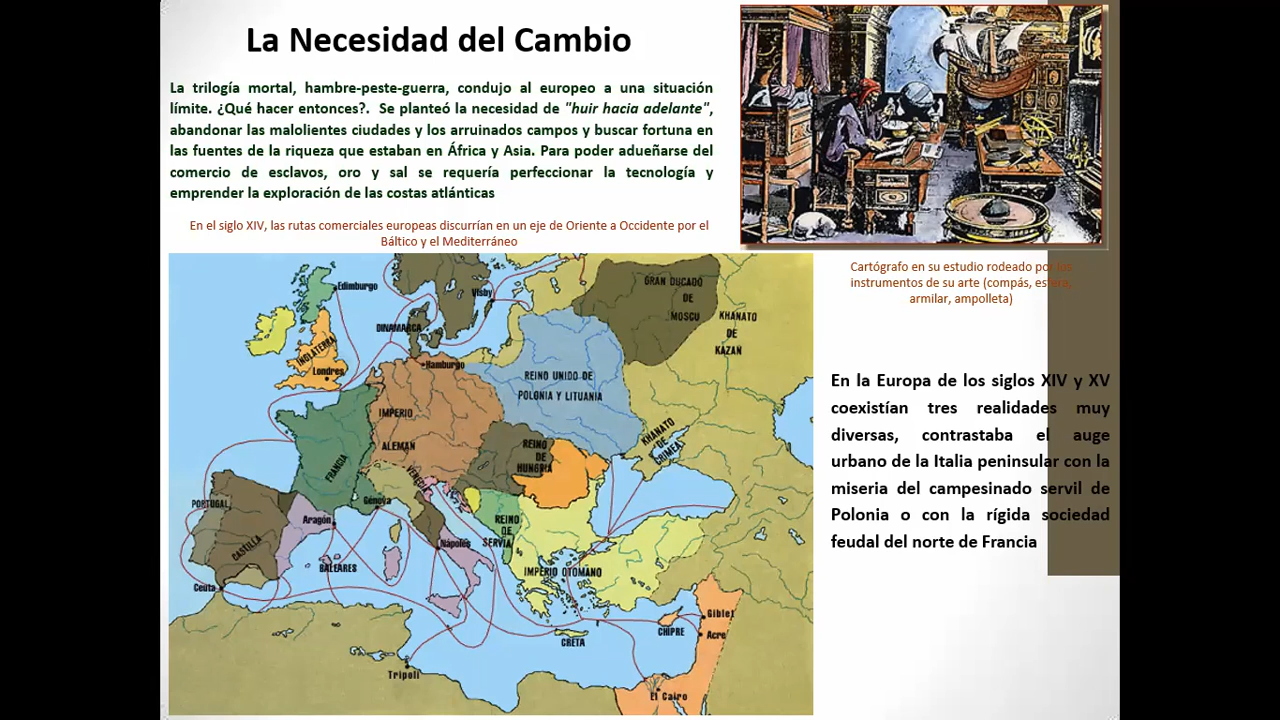 La Necesidad del Cambio
La trilogía mortal, hambre-peste-guerra, condujo al europeo a una situación
límite. ¿Qué hacer entonces?. Se planteó la necesidad de "huir hacia adelante",
abandonar las malolientes ciudades y los arruinados campos y buscar fortuna en
las fuentes de la riqueza que estaban en África y Asia. Para poder adueñarse del
comercio de esclavos, oro y sal se requería perfeccionar la tecnología y
emprender la exploración de las costas atlánticas
En el siglo XIV, las rutas comerciales europeas discurrían en un eje de Oriente a Occidente por el
Báltico y el Mediterráneo
Cartógrafo en su estudio rodeado por los
instrumentos de su arte (compás, esfera,
armilar, ampolleta)
En la Europa de los siglos XIV y XV
coexistían tres realidades muy
diversas, contrastaba el auge
urbano de la Italia peninsular con la
miseria del campesinado servil de
Polonia o con la rígida sociedad
feudal del norte de Francia
Edimburgo
Visby
GRAN DUCADO
DE
MOSCU
KHANATO
DE
KAZAN
DINAMARCA
INGLATERRA
Londres
Hamburgo
REINO UNIDO DE
POLONIA Y LITUANIA
IMPERIO
ALEMAN
KHANATO
DE
CRIMEA
REINO
DE
HUNGRIA
FRANCIA
VENECIA
Génova
PORTUGAL
Aragón
CASTILLA
REINO
DE
SERVIA
Nápoles
BALEARES
IMPERIO OTOMANO
Ceuta
Giblet
CHIPRE
Acre
CRETA
Tripoli
El Cairo